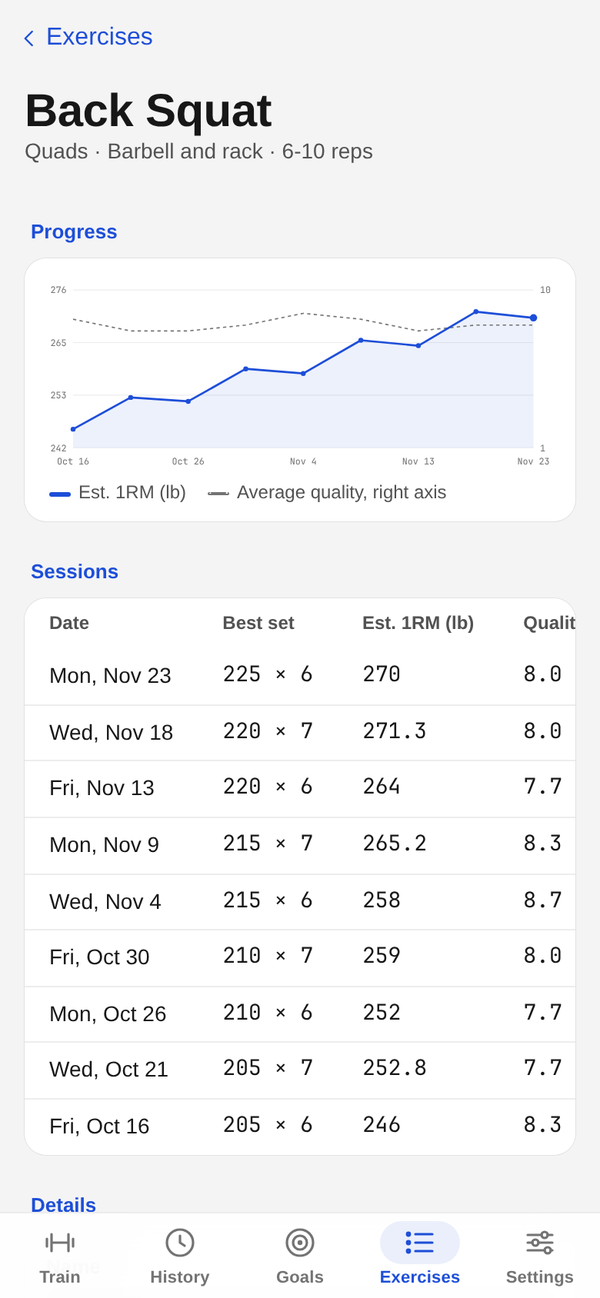 Exercises
Back Squat
Quads · Barbell and rack · 6-10 reps
Progress
276 10
265
253
242 1
Oct 16 Oct 26 Nov 4 Nov 13 Nov 23
Est. 1RM (lb) Average quality, right axis
Sessions
Date Best set Est. 1RM (lb) Qualit
Mon, Nov 23 225 × 6 270 8.0
Wed, Nov 18 220 × 7 271.3 8.0
Fri, Nov 13 220 × 6 264 7.7
Mon, Nov 9 215 × 7 265.2 8.3
Wed, Nov 4 215 × 6 258 8.7
Fri, Oct 30 210 × 7 259 8.0
Mon, Oct 26 210 × 6 252 7.7
Wed, Oct 21 205 × 7 252.8 7.7
Fri, Oct 16 205 × 6 246 8.3
Details
Train History Goals Exercises Settings